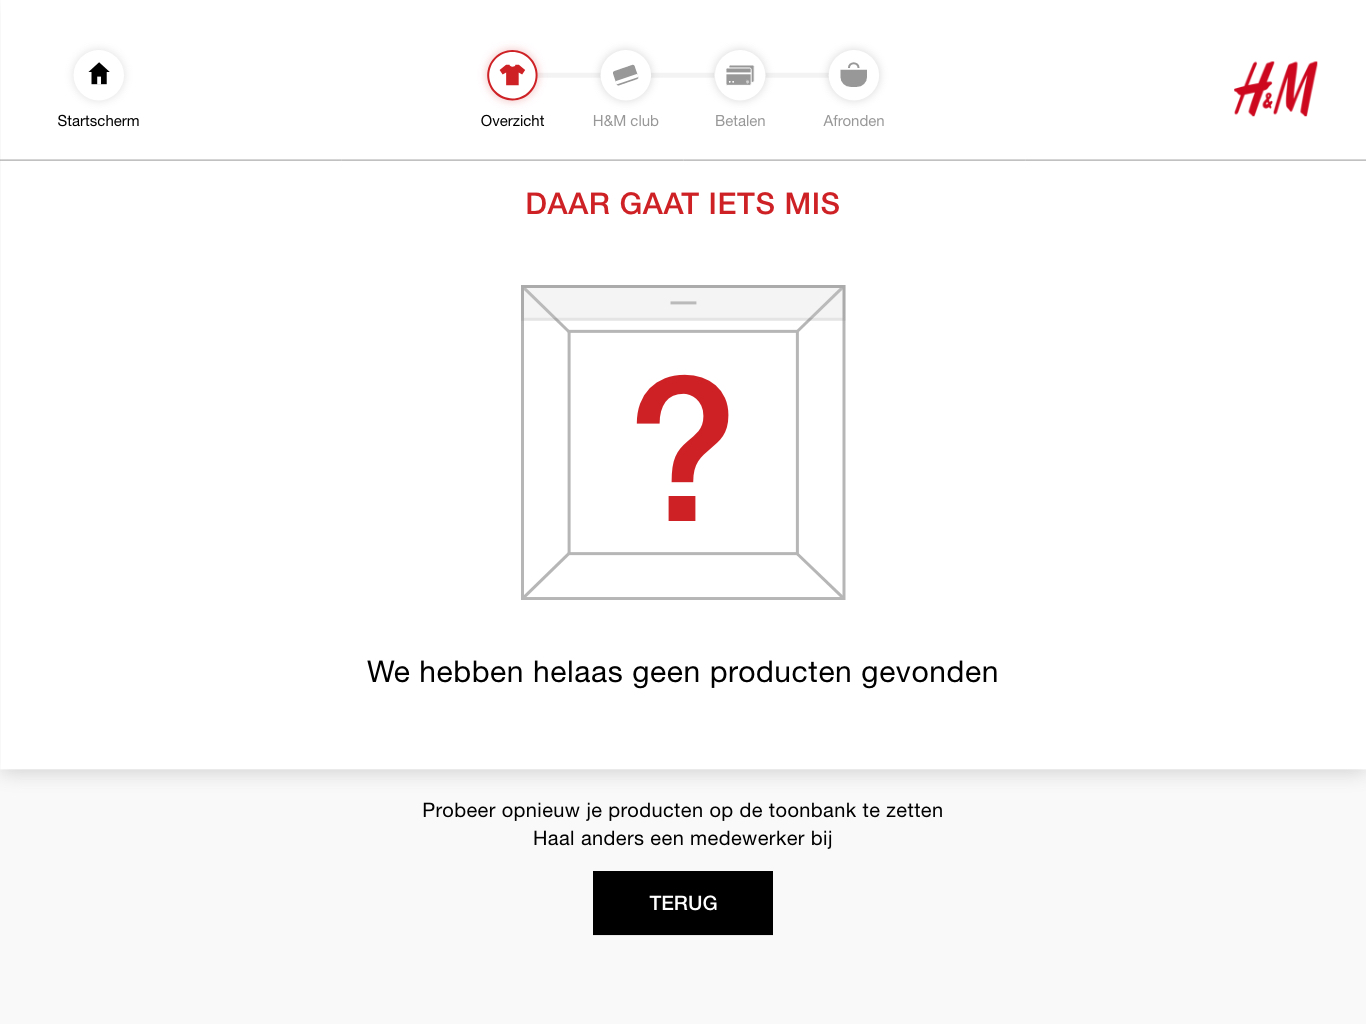 Startscherm
Overzicht
H&M club
Betalen
Afronden
H&M
DAAR GAAT IETS MIS
?
We hebben helaas geen producten gevonden
Probeer opnieuw je producten op de toonbank te zetten
Haal anders een medewerker bij
TERUG